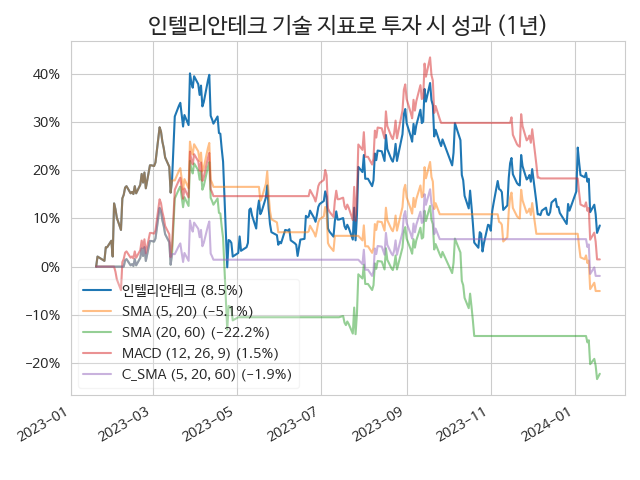 인텔리안테크 기술 지표로 투자 시 성과 (1년)
40%
30%
20%
10%
0%
−10%
−20%
인텔리안테크 (8.5%)
SMA (5, 20) (−5.1%)
SMA (20, 60) (−22.2%)
MACD (12, 26, 9) (1.5%)
C_SMA (5, 20, 60) (−1.9%)
2023−01
2023−03
2023−05
2023−07
2023−09
2023−11
2024−01